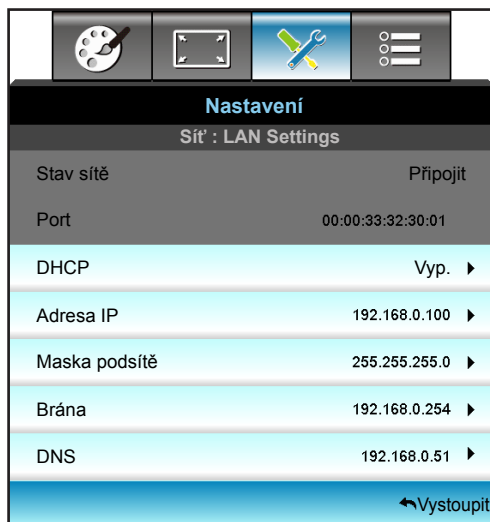 Nastavení
Síť : LAN Settings
Stav sítě Připojit
Port 00:00:33:32:30:01
DHCP Vyp.
Adresa IP 192.168.0.100
Maska podsítě 255.255.255.0
Brána 192.168.0.254
DNS 192.168.0.51
Vystoupit